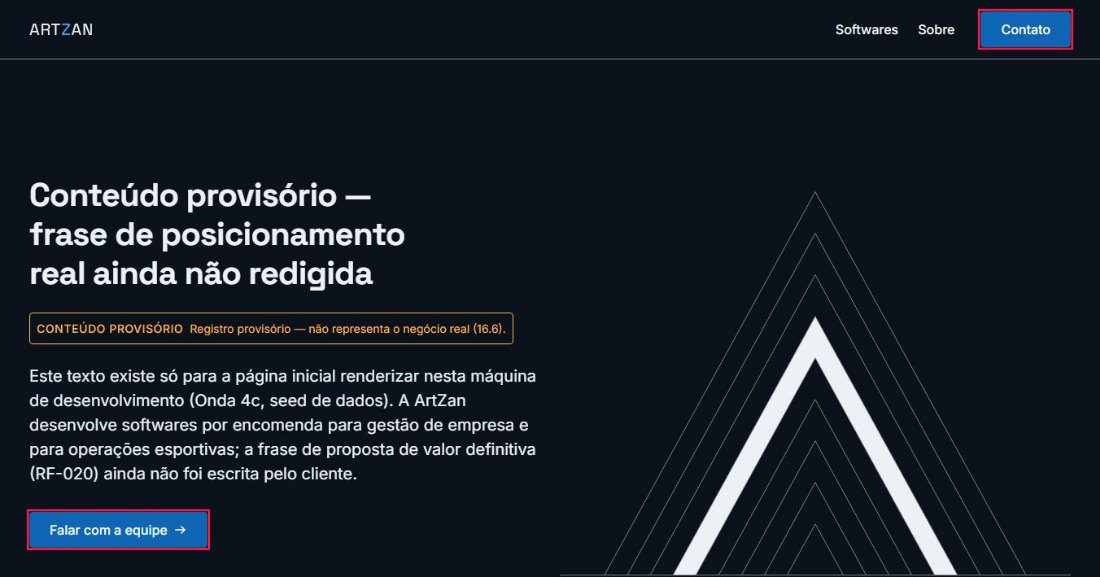 ARTZAN
Softwares
Sobre
Contato
Conteúdo provisório —
frase de posicionamento
real ainda não redigida
CONTEÚDO PROVISÓRIO Registro provisório — não representa o negócio real (16.6).
Este texto existe só para a página inicial renderizar nesta máquina
de desenvolvimento (Onda 4c, seed de dados). A ArtZan
desenvolve softwares por encomenda para gestão de empresa e
para operações esportivas; a frase de proposta de valor definitiva
(RF-020) ainda não foi escrita pelo cliente.
Falar com a equipe →